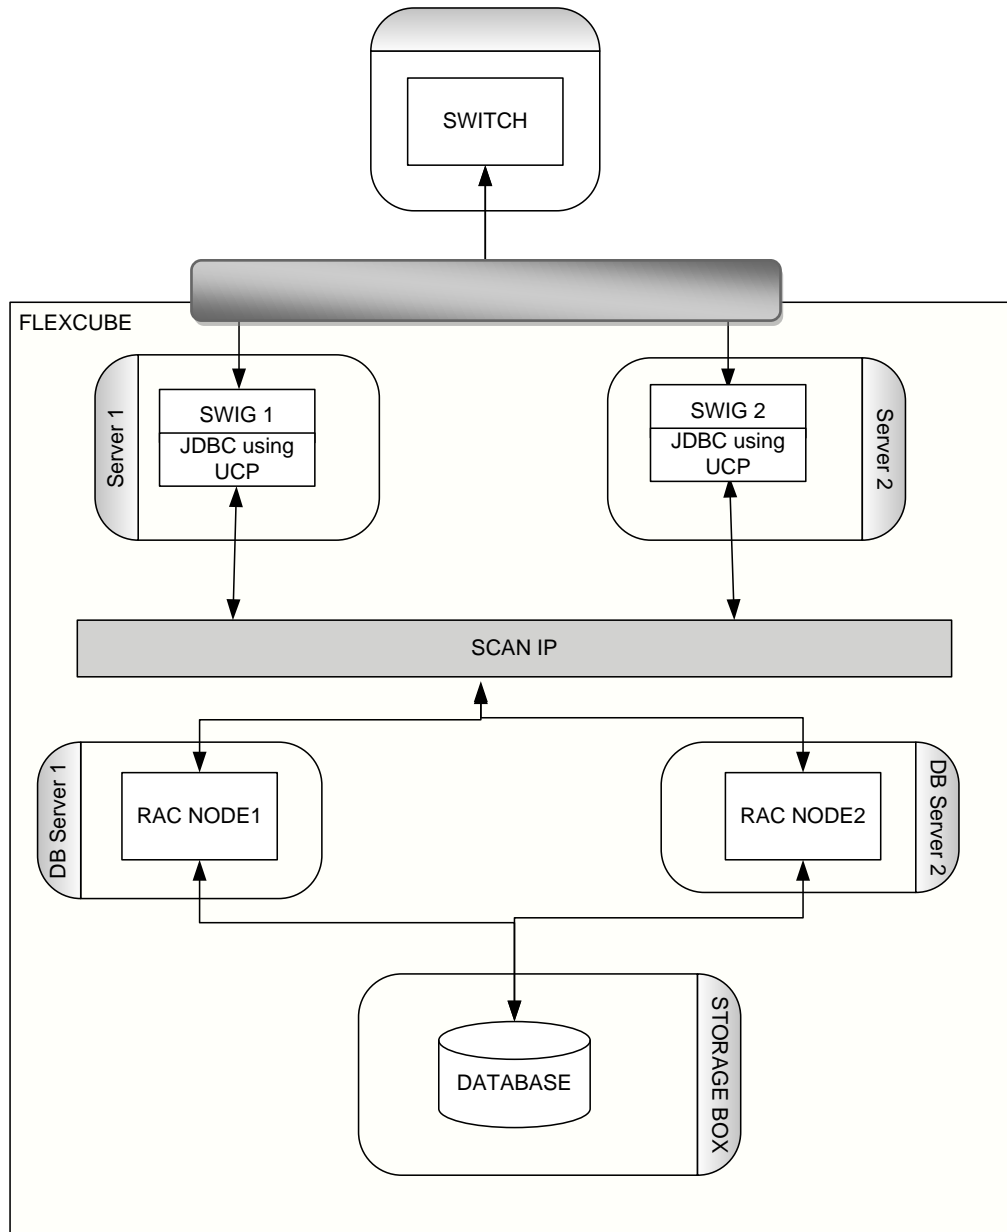 SWITCH
FLEXCUBE
Server 1
SWIG 1
JDBC using
UCP
SWIG 2
JDBC using
UCP
Server 2
SCAN IP
DB Server 1
RAC NODE1
RAC NODE2
DB Server 2
DATABASE
STORAGE BOX